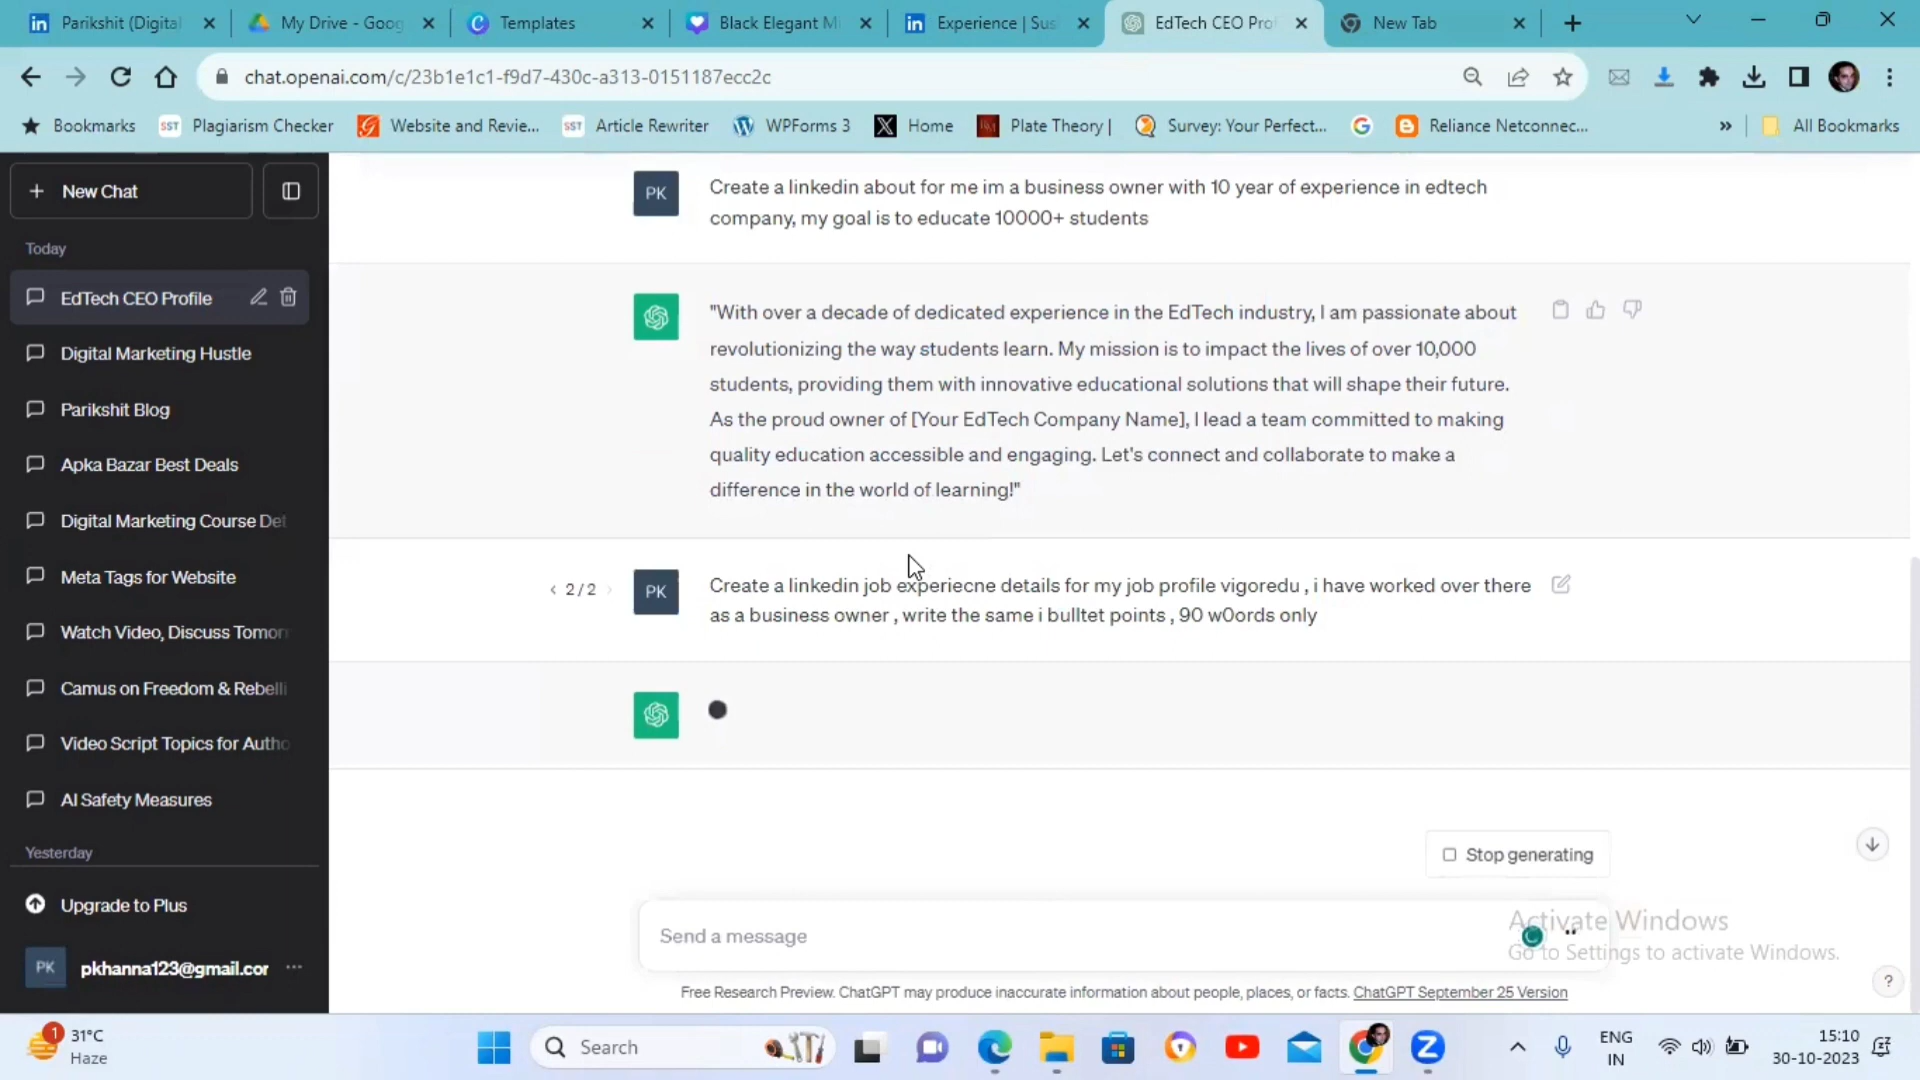 Parikshit (Digital
My Drive - Goog
Templates
Black Elegant Mi
Experience | Sus
EdTech CEO Prof
New Tab
chat.openai.com/c/23b1e1c1-f9d7-430c-a313-0151187ecc2c
Bookmarks
SST Plagiarism Checker
Website and Revie...
SST Article Rewriter
WPForms 3
Home
Plate Theory |
Survey: Your Perfect...
Reliance Netconnec...
»
All Bookmarks
+ New Chat
Today
EdTech CEO Profile
Digital Marketing Hustle
Parikshit Blog
Apka Bazar Best Deals
Digital Marketing Course Det
Meta Tags for Website
Watch Video, Discuss Tomorr
Camus on Freedom & Rebelli
Video Script Topics for Autho
AI Safety Measures
Yesterday
Upgrade to Plus
PK pkhanna123@gmail.cor ...
PK
Create a linkedin about for me im a business owner with 10 year of experience in edtech
company, my goal is to educate 10000+ students
"With over a decade of dedicated experience in the EdTech industry, I am passionate about
revolutionizing the way students learn. My mission is to impact the lives of over 10,000
students, providing them with innovative educational solutions that will shape their future.
As the proud owner of [Your EdTech Company Name], I lead a team committed to making
quality education accessible and engaging. Let's connect and collaborate to make a
difference in the world of learning!"
< 2/2 >
PK
Create a linkedin job experiecne details for my job profile vigoredu , i have worked over there
as a business owner , write the same i bulltet points , 90 w0ords only
Stop generating
Send a message
Activate Windows
Go to Settings to activate Windows.
Free Research Preview. ChatGPT may produce inaccurate information about people, places, or facts. ChatGPT September 25 Version
?
1
31°C
Haze
Search
ENG
IN
15:10
30-10-2023